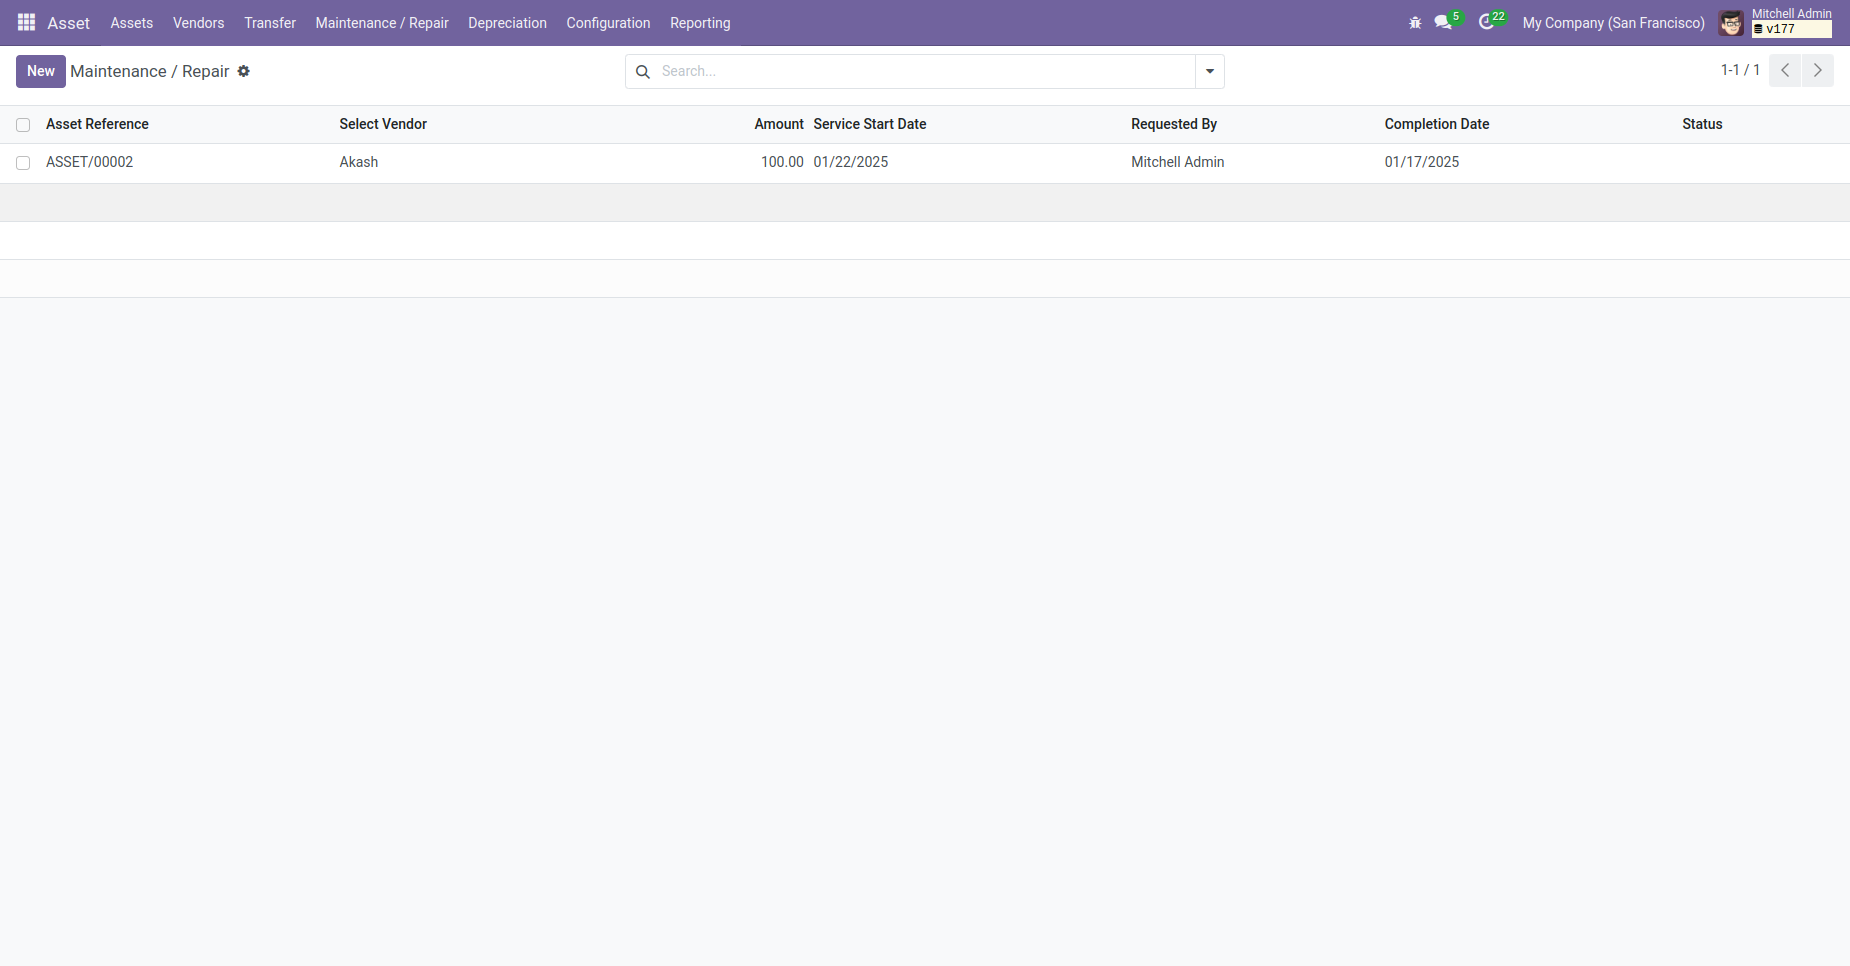 Asset Assets Vendors Transfer Maintenance / Repair Depreciation Configuration Reporting 5 22 My Company (San Francisco) Mitchell Admin
v177
New Maintenance / Repair Search... 1-1 / 1
Asset Reference Select Vendor Amount Service Start Date Requested By Completion Date Status
ASSET/00002 Akash 100.00 01/22/2025 Mitchell Admin 01/17/2025